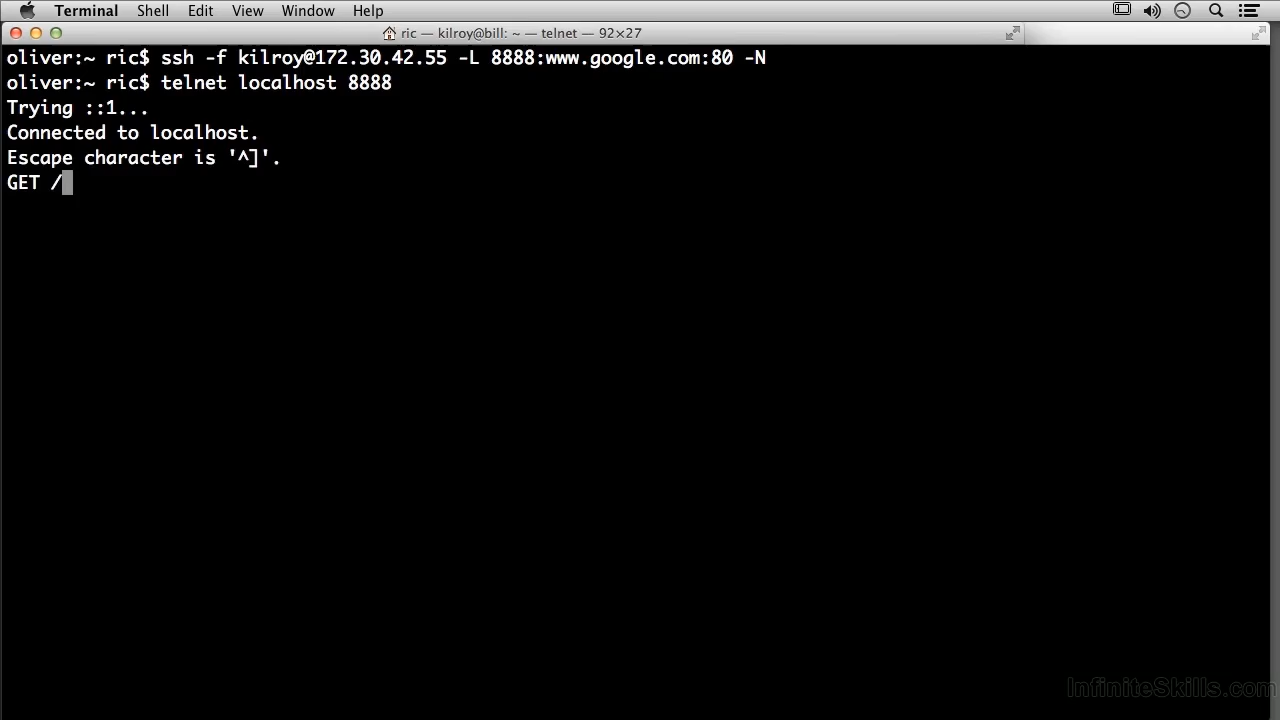 Terminal Shell Edit View Window Help
ric — kilroy@bill: ~ — telnet — 92×27
oliver:~ ric$ ssh -f kilroy@172.30.42.55 -L 8888:www.google.com:80 -N
oliver:~ ric$ telnet localhost 8888
Trying ::1...
Connected to localhost.
Escape character is '^]'.
GET /
InfiniteSkills.com